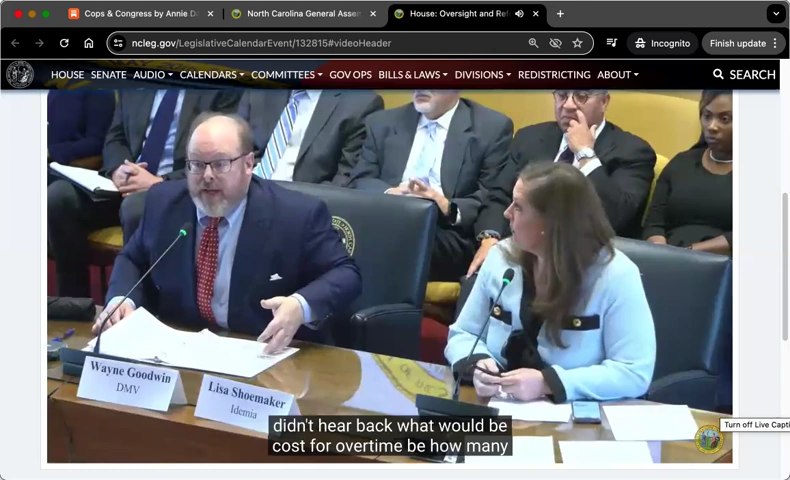 Cops & Congress by Annie Di
North Carolina General Assem
House: Oversight and Ref
ncleg.gov/LegislativeCalendarEvent/132815#videoHeader
Incognito
Finish update
HOUSE SENATE AUDIO CALENDARS COMMITTEES GOV OPS BILLS & LAWS DIVISIONS REDISTRICTING ABOUT SEARCH
Wayne Goodwin
DMV
Lisa Shoemaker
Idemia
didn't hear back what would be
cost for overtime be how many
Turn off Live Capti